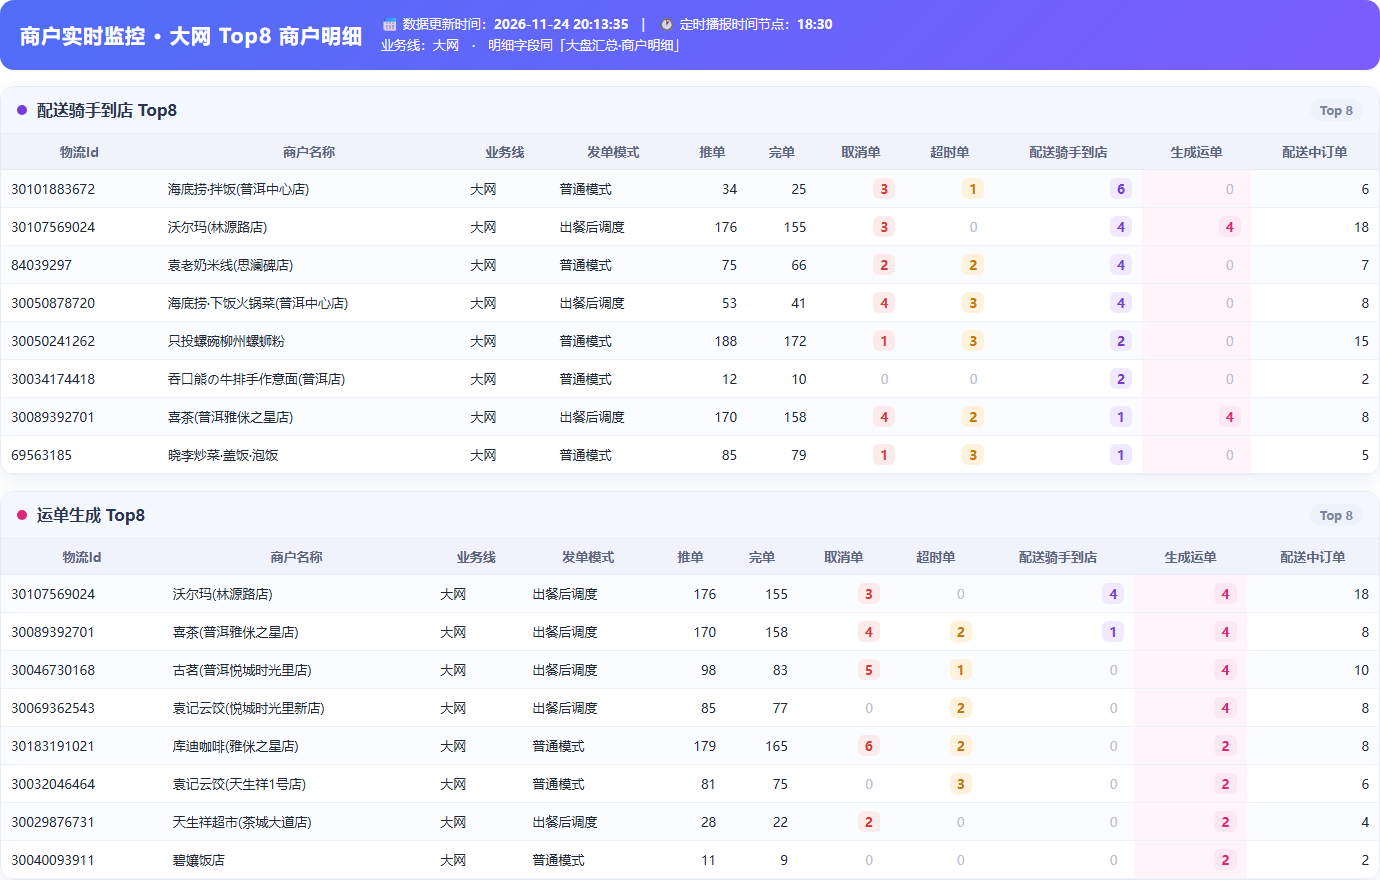 商户实时监控 · 大网 Top8 商户明细
数据更新时间：2026-11-24 20:13:35 | 定时播报时间节点：18:30
业务线：大网 · 明细字段同「大盘汇总·商户明细」
配送骑手到店 Top8
Top 8
物流Id 商户名称 业务线 发单模式 推单 完单 取消单 超时单 配送骑手到店 生成运单 配送中订单
30101883672 海底捞·拌饭(普洱中心店) 大网 普通模式 34 25 3 1 6 0 6
30107569024 沃尔玛(林源路店) 大网 出餐后调度 176 155 3 0 4 4 18
84039297 袁老奶米线(思澜碑店) 大网 普通模式 75 66 2 2 4 0 7
30050878720 海底捞·下饭火锅菜(普洱中心店) 大网 出餐后调度 53 41 4 3 4 0 8
30050241262 只投螺碗柳州螺蛳粉 大网 普通模式 188 172 1 3 2 0 15
30034174418 吞口熊の牛排手作意面(普洱店) 大网 普通模式 12 10 0 0 2 0 2
30089392701 喜茶(普洱雅侎之星店) 大网 出餐后调度 170 158 4 2 1 4 8
69563185 晓李炒菜·盖饭·泡饭 大网 普通模式 85 79 1 3 1 0 5
运单生成 Top8
Top 8
物流Id 商户名称 业务线 发单模式 推单 完单 取消单 超时单 配送骑手到店 生成运单 配送中订单
30107569024 沃尔玛(林源路店) 大网 出餐后调度 176 155 3 0 4 4 18
30089392701 喜茶(普洱雅侎之星店) 大网 出餐后调度 170 158 4 2 1 4 8
30046730168 古茗(普洱悦城时光里店) 大网 出餐后调度 98 83 5 1 0 4 10
30069362543 袁记云饺(悦城时光里新店) 大网 出餐后调度 85 77 0 2 0 4 8
30183191021 库迪咖啡(雅侎之星店) 大网 普通模式 179 165 6 2 0 2 8
30032046464 袁记云饺(天生祥1号店) 大网 普通模式 81 75 0 3 0 2 6
30029876731 天生祥超市(茶城大道店) 大网 出餐后调度 28 22 2 0 0 2 4
30040093911 碧孃饭店 大网 普通模式 11 9 0 0 0 2 2